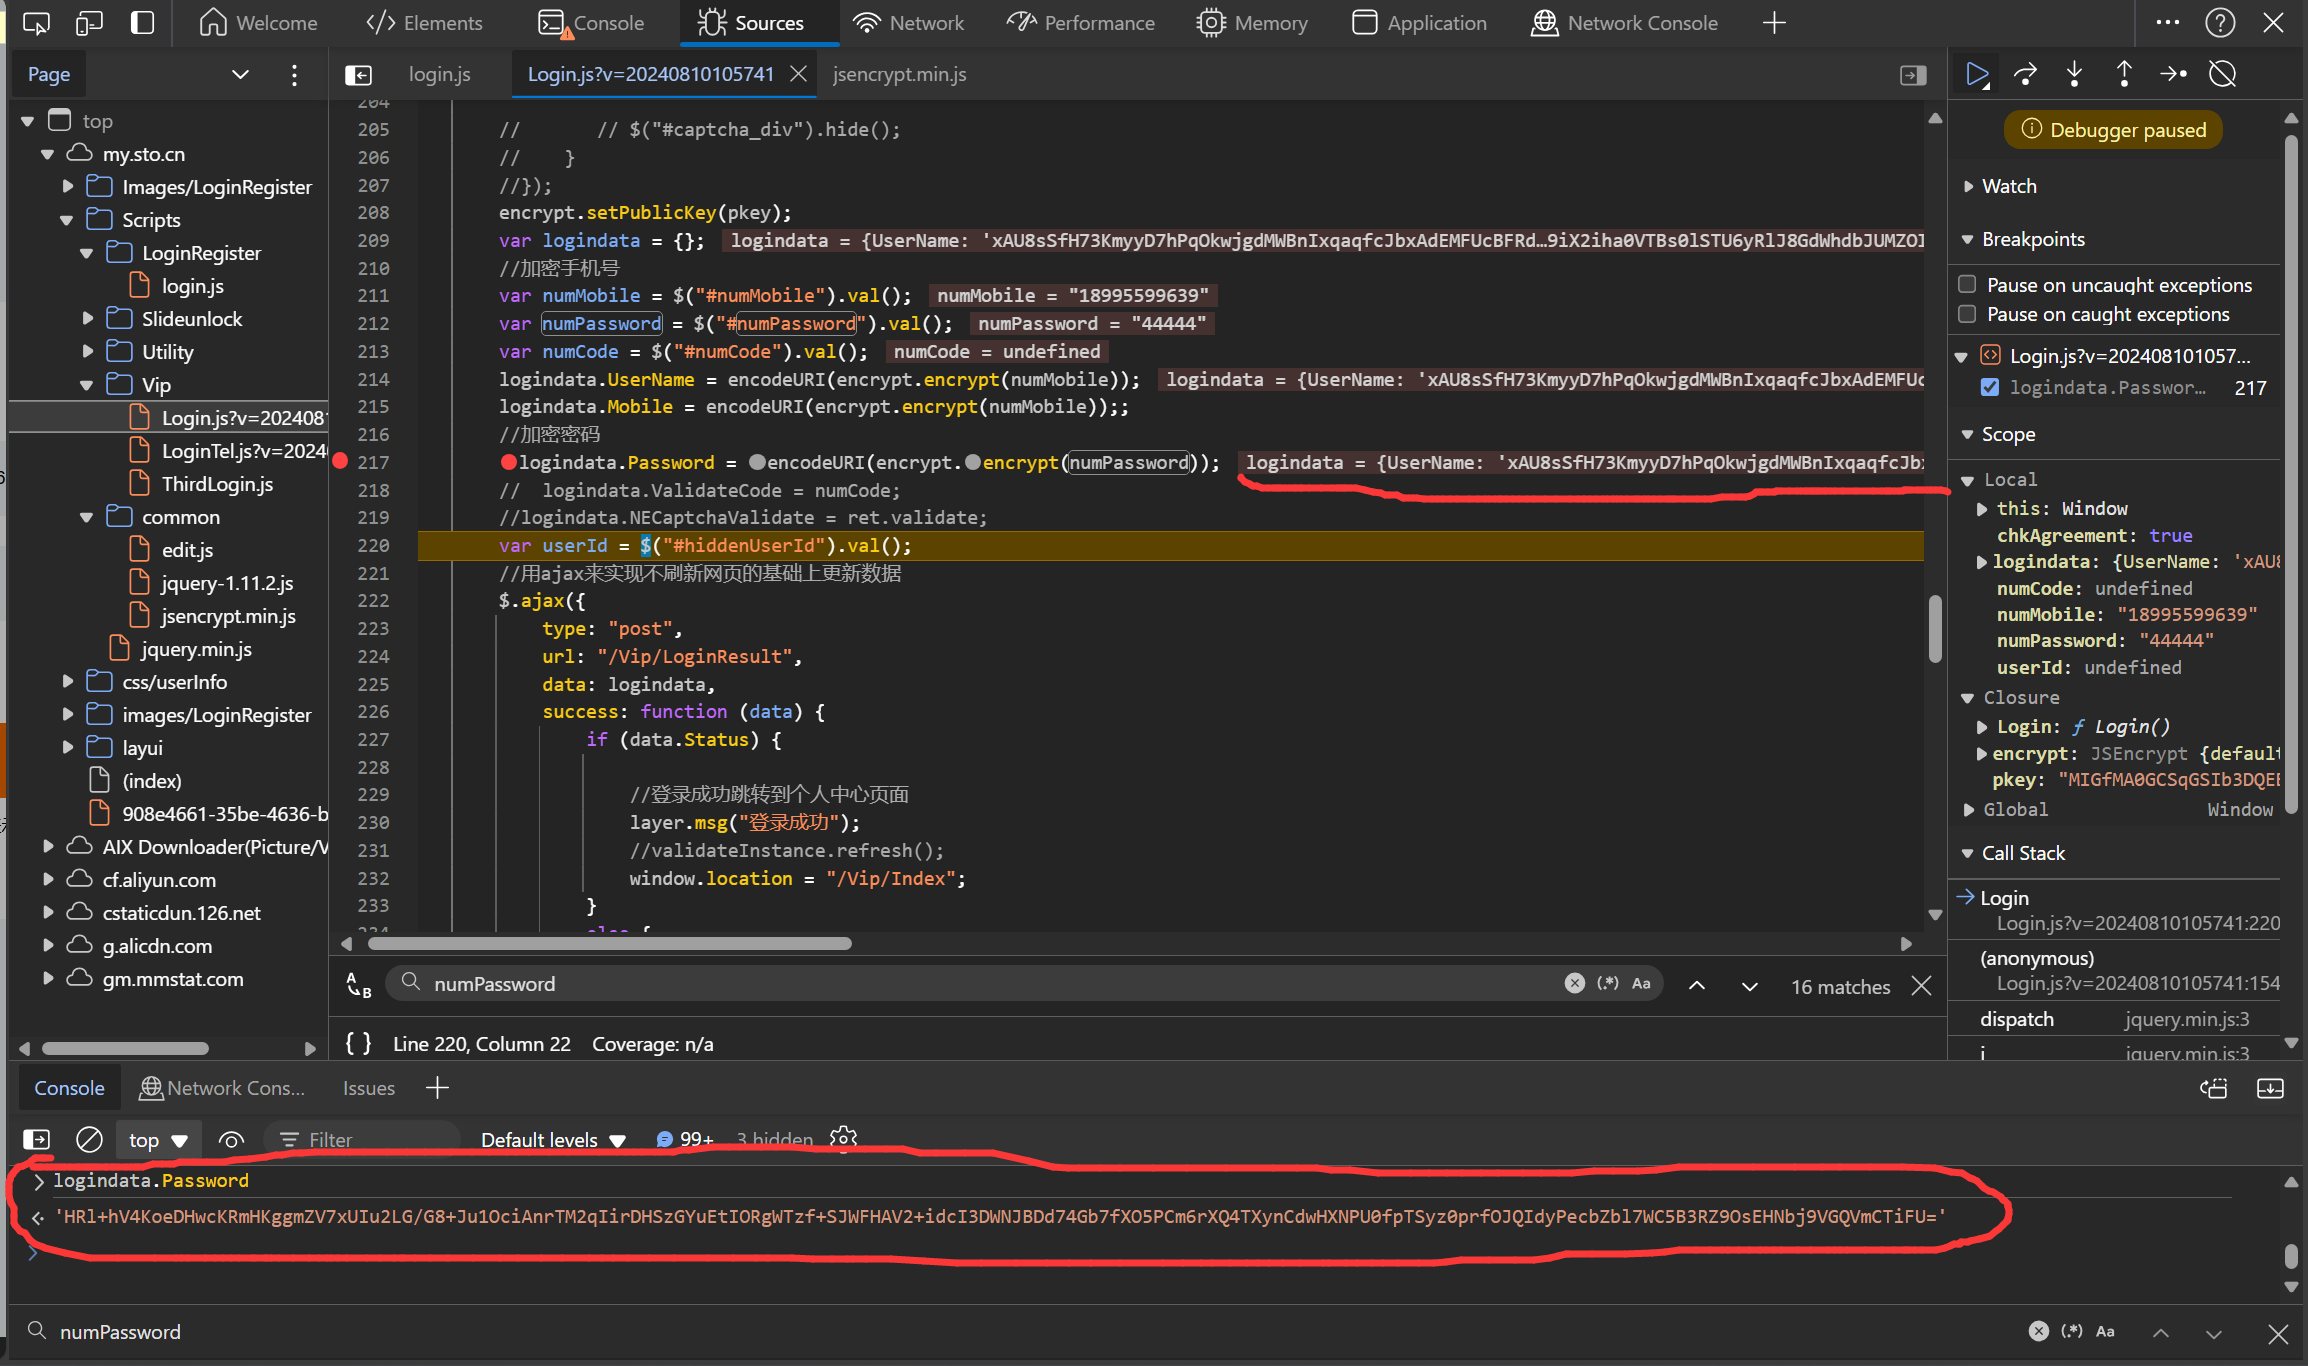 Welcome
Elements
Console
Sources
Network
Performance
Memory
Application
Network Console
Page
login.js
Login.js?v=20240810105741
jsencrypt.min.js
top
my.sto.cn
Images/LoginRegister
Scripts
LoginRegister
login.js
Slideunlock
Utility
Vip
Login.js?v=202408
LoginTel.js?v=2024
ThirdLogin.js
common
edit.js
jquery-1.11.2.js
jsencrypt.min.js
jquery.min.js
css/userInfo
images/LoginRegister
layui
(index)
908e4661-35be-4636-b
AIX Downloader(Picture/V
cf.aliyun.com
cstaticdun.126.net
g.alicdn.com
gm.mmstat.com
204
205 // // $("#captcha_div").hide();
206 // }
207 //});
208 encrypt.setPublicKey(pkey);
209 var logindata = {}; logindata = {UserName: 'xAU8sSfH73KmyyD7hPqOkwjgdMWBnIxqaqfcJbxAdEMFUcBFRd…9iX2iha0VTBs0lSTU6yRlJ8GdWhdbJUMZOI
210 //加密手机号
211 var numMobile = $("#numMobile").val(); numMobile = "18995599639"
212 var numPassword = $("#numPassword").val(); numPassword = "44444"
213 var numCode = $("#numCode").val(); numCode = undefined
214 logindata.UserName = encodeURI(encrypt.encrypt(numMobile)); logindata = {UserName: 'xAU8sSfH73KmyyD7hPqOkwjgdMWBnIxqaqfcJbxAdEMFUc
215 logindata.Mobile = encodeURI(encrypt.encrypt(numMobile));;
216 //加密密码
217 logindata.Password = encodeURI(encrypt.encrypt(numPassword)); logindata = {UserName: 'xAU8sSfH73KmyyD7hPqOkwjgdMWBnIxqaqfcJbx
218 // logindata.ValidateCode = numCode;
219 //logindata.NECaptchaValidate = ret.validate;
220 var userId = $("#hiddenUserId").val();
221 //用ajax来实现不刷新网页的基础上更新数据
222 $.ajax({
223 type: "post",
224 url: "/Vip/LoginResult",
225 data: logindata,
226 success: function (data) {
227 if (data.Status) {
228
229 //登录成功跳转到个人中心页面
230 layer.msg("登录成功");
231 //validateInstance.refresh();
232 window.location = "/Vip/Index";
233 }
234 else {
numPassword
(.*) Aa
16 matches
{ } Line 220, Column 22 Coverage: n/a
Debugger paused
Watch
Breakpoints
Pause on uncaught exceptions
Pause on caught exceptions
Login.js?v=202408101057...
logindata.Passwor... 217
Scope
Local
this: Window
chkAgreement: true
logindata: {UserName: 'xAU8
numCode: undefined
numMobile: "18995599639"
numPassword: "44444"
userId: undefined
Closure
Login: ƒ Login()
encrypt: JSEncrypt {default
pkey: "MIGfMA0GCSqGSIb3DQEB
Global Window
Call Stack
Login
Login.js?v=20240810105741:220
(anonymous)
Login.js?v=20240810105741:154
dispatch jquery.min.js:3
i jquery.min.js:3
Console
Network Cons...
Issues
top
Filter
Default levels
99+
3 hidden
logindata.Password
'HRl+hV4KoeDHwcKRmHKggmZV7xUIu2LG/G8+Ju1OciAnrTM2qIirDHSzGYuEtIORgWTzf+SJWFHAV2+idcI3DWNJBDd74Gb7fXO5PCm6rXQ4TXynCdwHXNPU0fpTSyz0prfOJQIdyPecbZbl7WC5B3RZ9OsEHNbj9VGQVmCTiFU='
numPassword
(.*) Aa